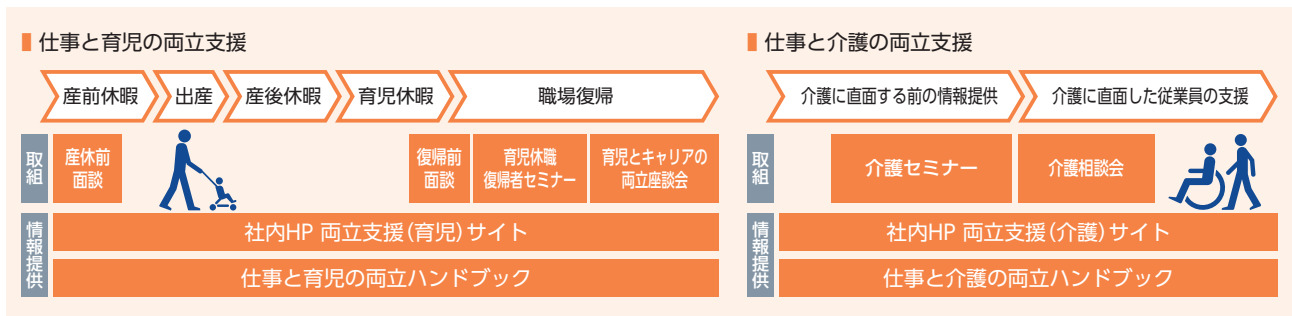 仕事と育児の両立支援
産前休暇
出産
産後休暇
育児休暇
職場復帰
取組
産休前
面談
復帰前
面談
育児休職
復帰者セミナー
育児とキャリアの
両立座談会
情報提供
社内HP 両立支援(育児)サイト
仕事と育児の両立ハンドブック
仕事と介護の両立支援
介護に直面する前の情報提供
介護に直面した従業員の支援
取組
介護セミナー
介護相談会
情報提供
社内HP 両立支援(介護)サイト
仕事と介護の両立ハンドブック